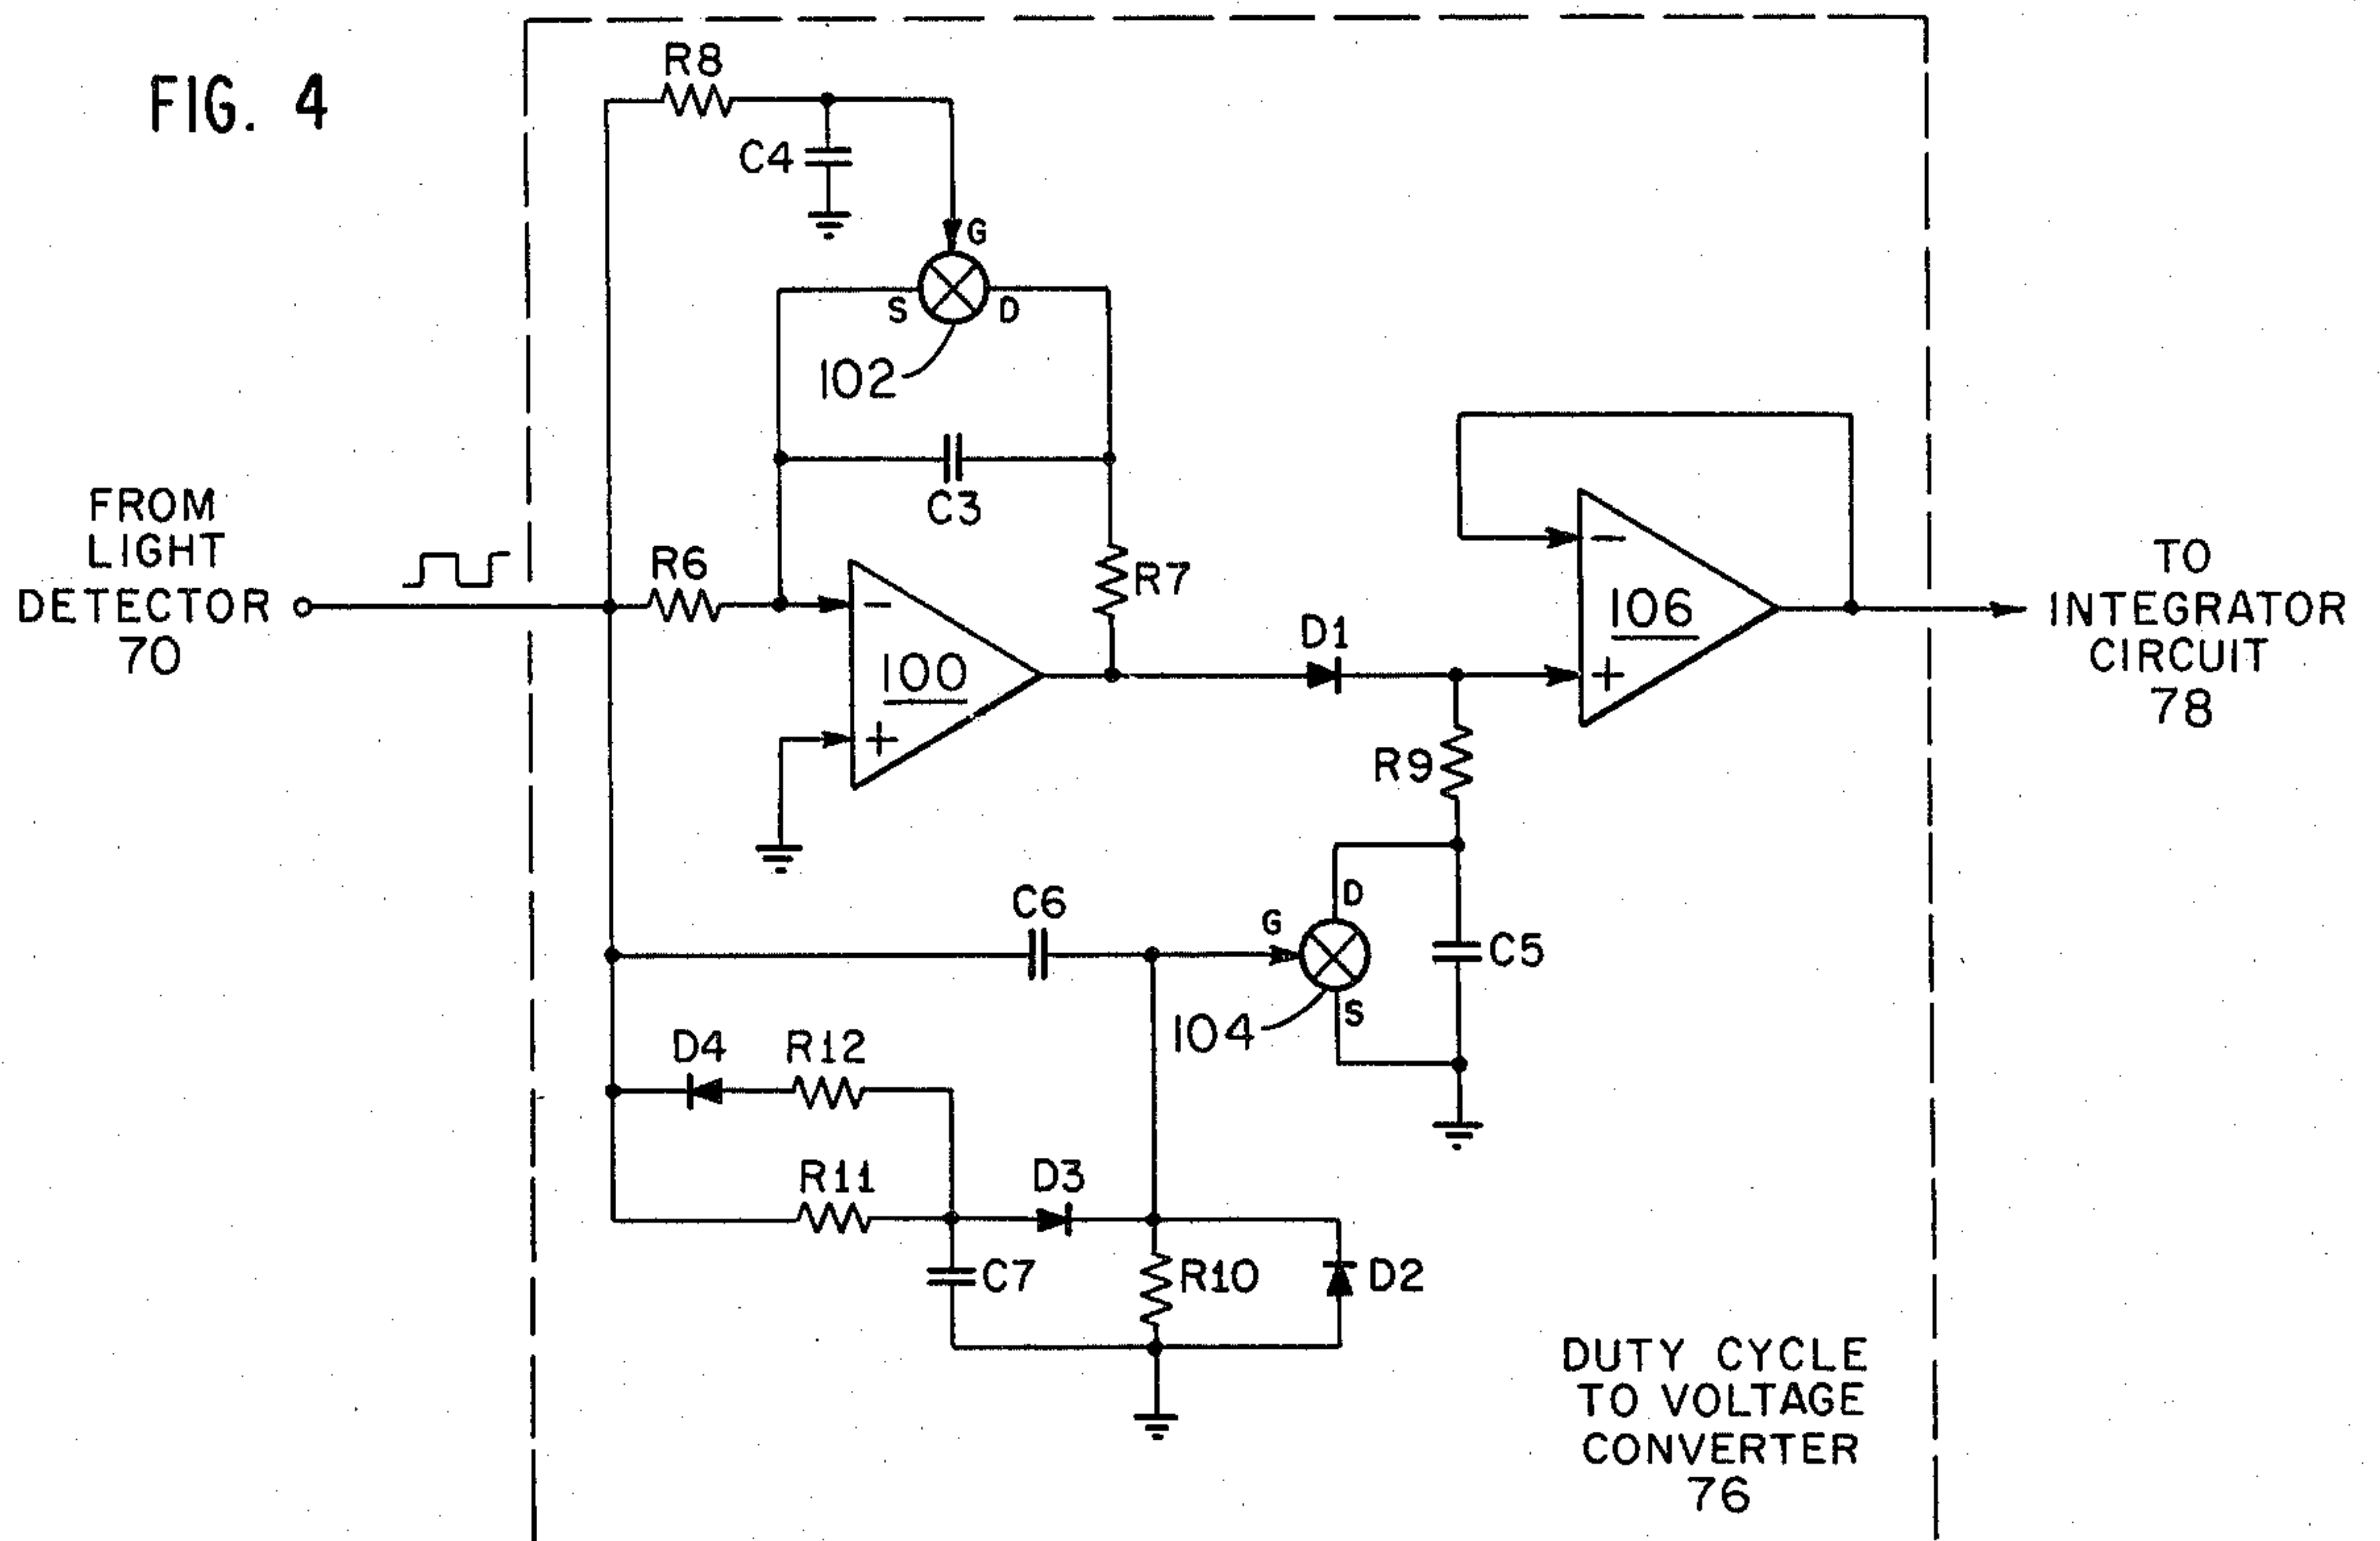 FIG. 4
R8
C4
G
S
D
102
C3
FROM
LIGHT
DETECTOR
70
R6
R7
−
100
+
D1
−
106
+
TO
INTEGRATOR
CIRCUIT
78
R9
C6
G
D
C5
S
104
D4
R12
R11
D3
C7
R10
D2
DUTY CYCLE
TO VOLTAGE
CONVERTER
76